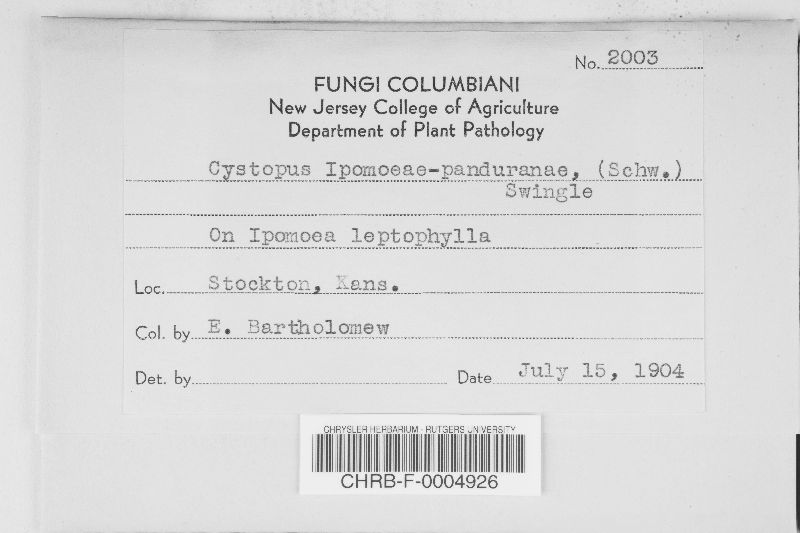 No. 2003
FUNGI COLUMBIANI
New Jersey College of Agriculture
Department of Plant Pathology
Cystopus Ipomoeae-panduranae, (Schw.)
Swingle
On Ipomoea leptophylla
Loc. Stockton, Kans.
Col. by E. Bartholomew
Det. by Date July 15, 1904
CHRYSLER HERBARIUM - RUTGERS UNIVERSITY
CHRB-F-0004926